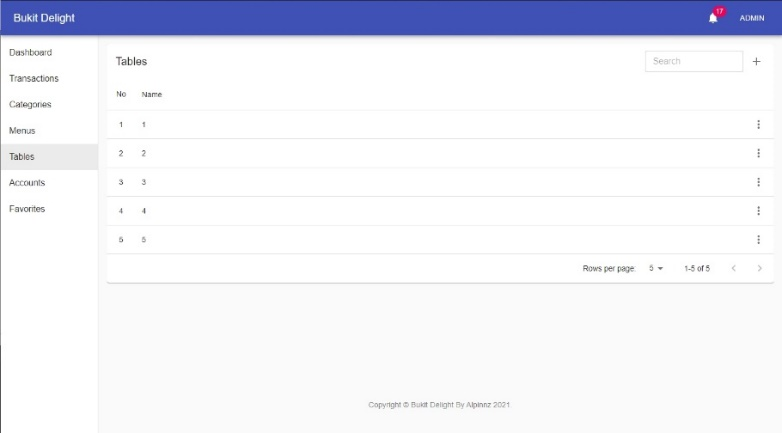 Bukit Delight 17 ADMIN
Dashboard
Transactions
Categories
Menus
Tables
Accounts
Favorites
Tables Search +
No Name
1 1
2 2
3 3
4 4
5 5
Rows per page: 5 1-5 of 5
Copyright © Bukit Delight By Alpinnz 2021